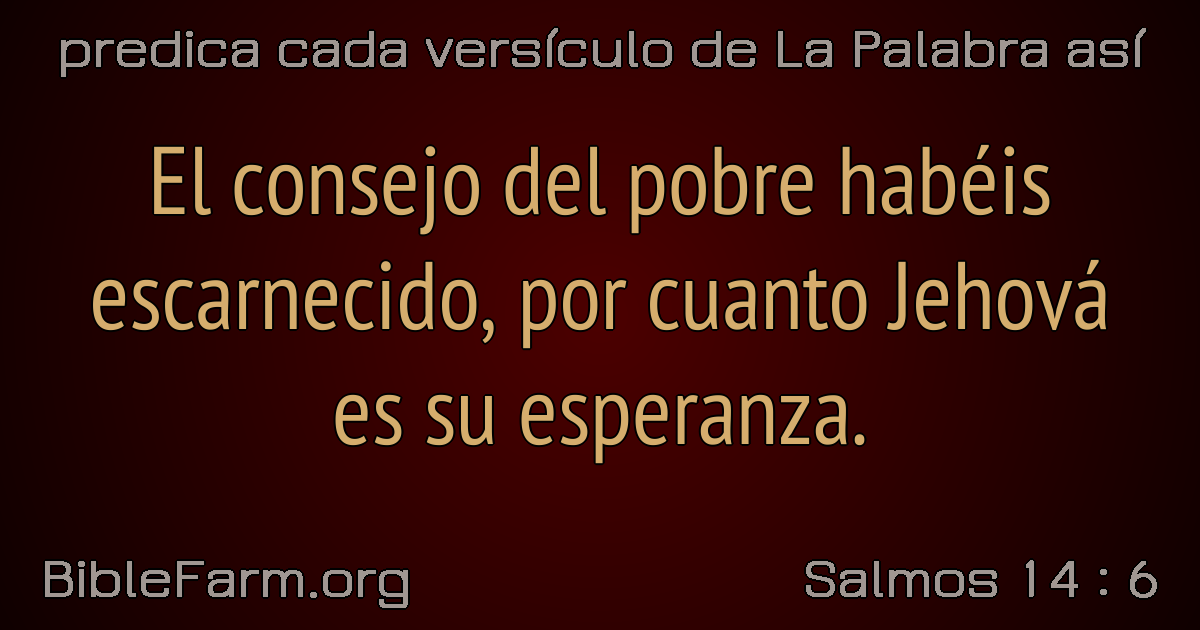 predica cada versículo de La Palabra así
El consejo del pobre habéis
escarnecido, por cuanto Jehová
es su esperanza.
BibleFarm.org
Salmos 14 : 6